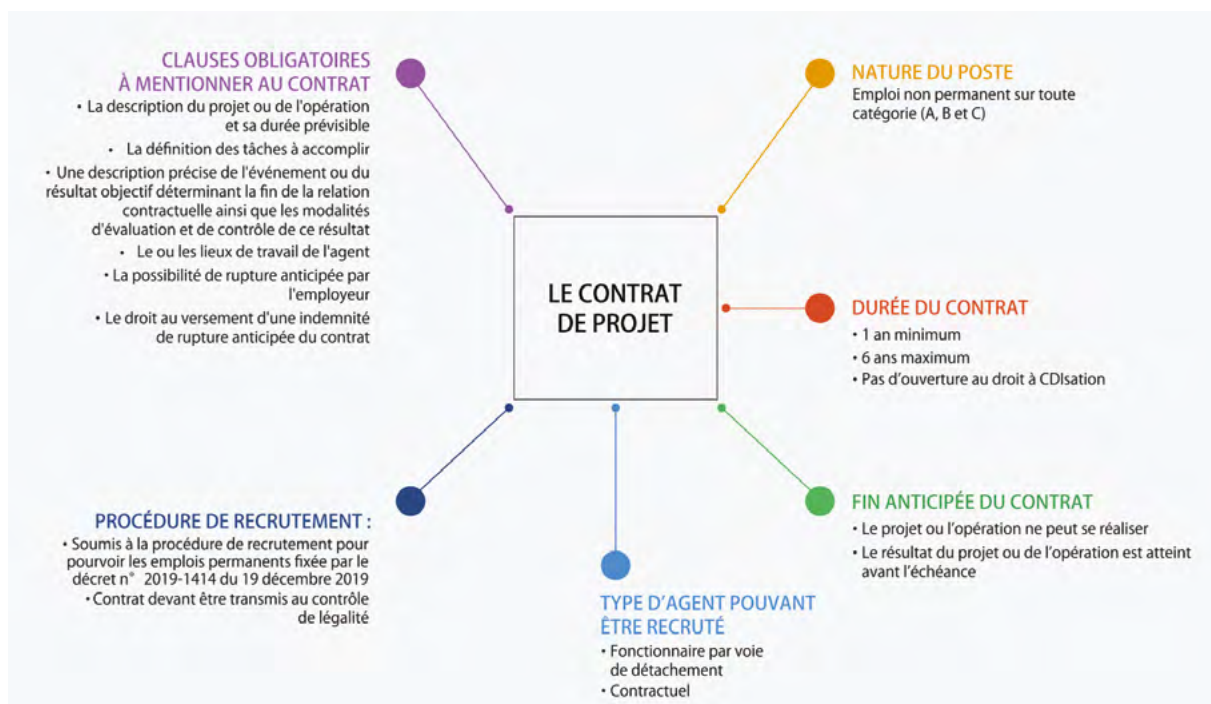 CLAUSES OBLIGATOIRES
À MENTIONNER AU CONTRAT
• La description du projet ou de l'opération
et sa durée prévisible
• La définition des tâches à accomplir
• Une description précise de l'événement ou du
résultat objectif déterminant la fin de la relation
contractuelle ainsi que les modalités
d'évaluation et de contrôle de ce résultat
• Le ou les lieux de travail de l'agent
• La possibilité de rupture anticipée par
l'employeur
• Le droit au versement d'une indemnité
de rupture anticipée du contrat
NATURE DU POSTE
Emploi non permanent sur toute
catégorie (A, B et C)
LE CONTRAT
DE PROJET
DURÉE DU CONTRAT
• 1 an minimum
• 6 ans maximum
• Pas d'ouverture au droit à CDIsation
PROCÉDURE DE RECRUTEMENT :
• Soumis à la procédure de recrutement pour
pourvoir les emplois permanents fixée par le
décret n° 2019-1414 du 19 décembre 2019
• Contrat devant être transmis au contrôle
de légalité
TYPE D'AGENT POUVANT
ÊTRE RECRUTÉ
• Fonctionnaire par voie
de détachement
• Contractuel
FIN ANTICIPÉE DU CONTRAT
• Le projet ou l'opération ne peut se réaliser
• Le résultat du projet ou de l'opération est atteint
avant l'échéance